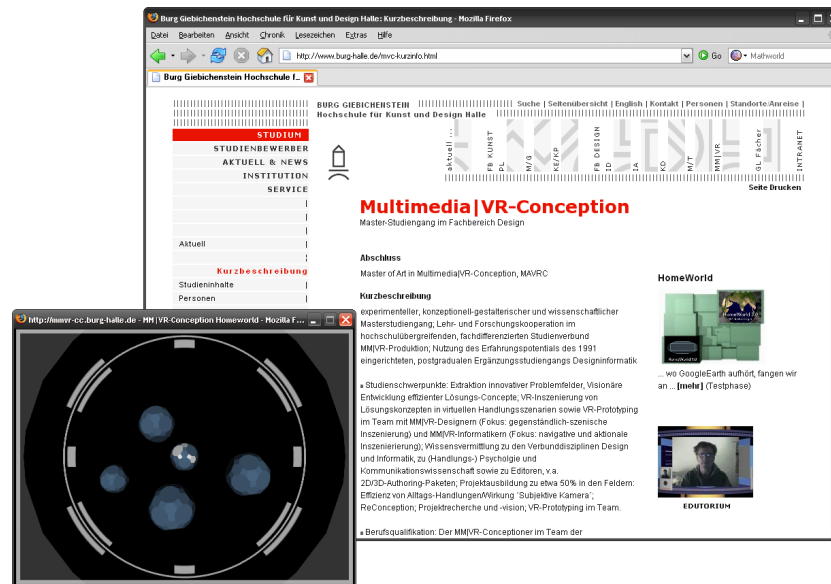 Burg Giebichenstein Hochschule für Kunst und Design Halle: Kurzbeschreibung - Mozilla Firefox
Datei Bearbeiten Ansicht Chronik Lesezeichen Extras Hilfe
http://www.burg-halle.de/mvc-kurzinfo.html
Go
Mathworld
Burg Giebichenstein Hochschule f...
BURG GIEBICHENSTEIN
Hochschule für Kunst und Design Halle
Suche | Seitenübersicht | English | Kontakt | Personen | Standorte/Anreise |
STUDIUM
STUDIENBEWERBER
AKTUELL & NEWS
INSTITUTION
SERVICE
Aktuell
Kurzbeschreibung
Studieninhalte
Personen
aktuell ...
FB KUNST
PL
M/G
KE/KP
FB DESIGN
ID
IA
KD
M/T
MM|VR
GL Fächer
INTRANET
Seite Drucken
Multimedia|VR-Conception
Master-Studiengang im Fachbereich Design
Abschluss
Master of Art in Multimedia|VR-Conception, MAVRC
Kurzbeschreibung
experimenteller, konzeptionell-gestalterischer und wissenschaftlicher
Masterstudiengang; Lehr- und Forschungskooperation im
hochschulübergreifenden, fachdifferenzierten Studienverbund
MM|VR-Produktion; Nutzung des Erfahrungspotentials des 1991
eingerichteten, postgradualen Ergänzungsstudiengangs Designinformatik
Studienschwerpunkte: Extraktion innovativer Problemfelder, Visionäre
Entwicklung effizienter Lösungs-Concepte; VR-Inszenierung von
Lösungskonzepten in virtuellen Handlungsszenarien sowie VR-Prototyping
im Team mit MM|VR-Designern (Fokus: gegenständlich-szenische
Inszenierung) und MM|VR-Informatikern (Fokus: navigative und aktionale
Inszenierierung); Wissensvermittlung zu den Verbunddisziplinen Design
und Informatik, zu (Handlungs-) Psychologie und
Kommunikationswissenschaft sowie zu Editoren, v.a.
2D/3D-Authoring-Paketen; Projektausbildung zu etwa 50% in den Feldern:
Effizienz von Alltags-Handlungen/Wirkung ´Subjektive Kamera´;
ReConception; Projektrecherche und -vision; VR-Prototyping im Team.
Berufsqualifikation: Der MM|VR-Conceptioner im Team der
HomeWorld
... wo GoogleEarth aufhört, fangen wir
an ... [mehr] (Testphase)
EDUTORIUM
http://mmvr-cc.burg-halle.de - MM|VR-Conception Homeworld - Mozilla F...